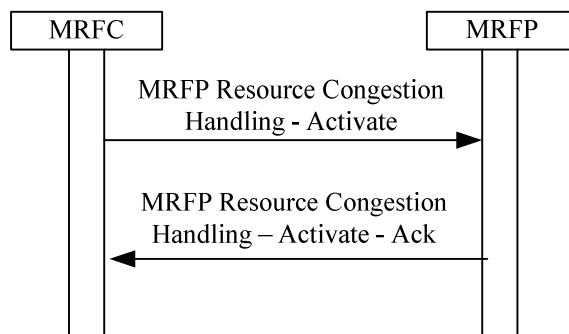 MRFC
MRFP
MRFP Resource Congestion
Handling - Activate
MRFP Resource Congestion
Handling – Activate - Ack